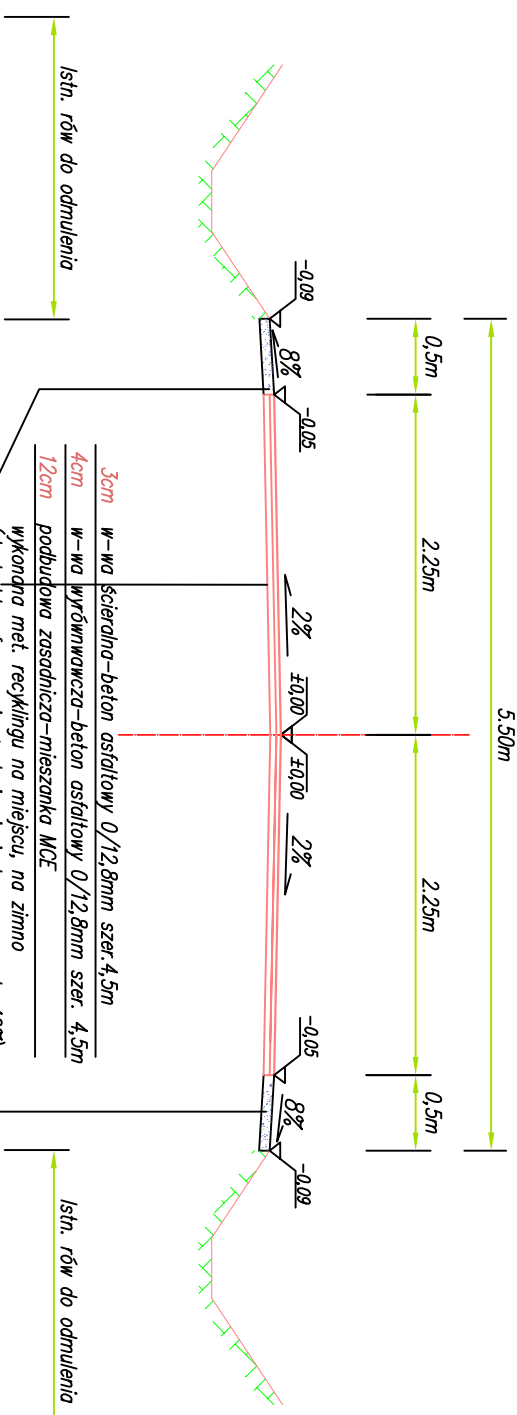 5.50m
0,5m
2.25m
2.25m
0,5m
-0,09
8%
-0,05
2%
±0,00
±0,00
2%
-0,05
8%
-0,09
3cm w-wa ścieralna-beton asfaltowy 0/12,8mm szer.4,5m
4cm w-wa wyrównwawcza-beton asfaltowy 0/12,8mm szer. 4,5m
12cm podbudowa zasadnicza-mieszanka MCE
wykonana met. recyklingu na miejscu, na zimno
Istn. rów do odmulenia
Istn. rów do odmulenia